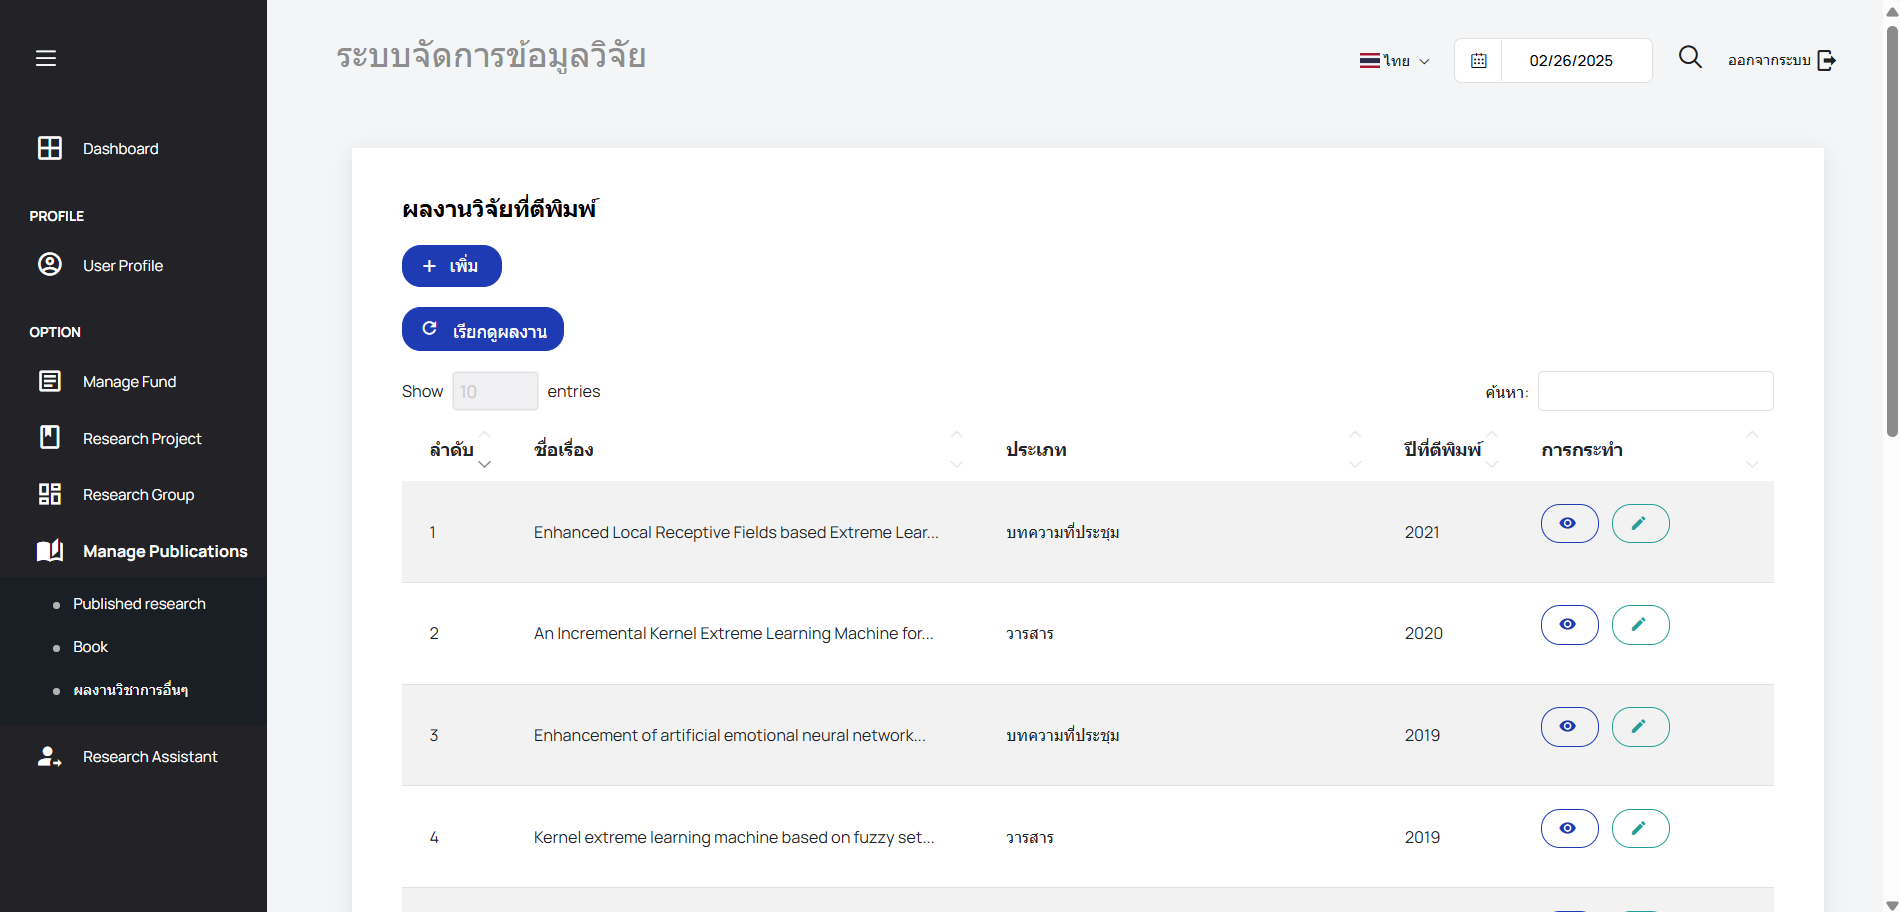 ระบบจัดการข้อมูลวิจัย
ไทย
02/26/2025
ออกจากระบบ
Dashboard
PROFILE
User Profile
OPTION
Manage Fund
Research Project
Research Group
Manage Publications
Published research
Book
ผลงานวิชาการอื่นๆ
Research Assistant
ผลงานวิจัยที่ตีพิมพ์
เพิ่ม
เรียกดูผลงาน
Show 10 entries
ค้นหา:
ลำดับ ชื่อเรื่อง ประเภท ปีที่ตีพิมพ์ การกระทำ
1 Enhanced Local Receptive Fields based Extreme Lear... บทความที่ประชุม 2021
2 An Incremental Kernel Extreme Learning Machine for... วารสาร 2020
3 Enhancement of artificial emotional neural network... บทความที่ประชุม 2019
4 Kernel extreme learning machine based on fuzzy set... วารสาร 2019